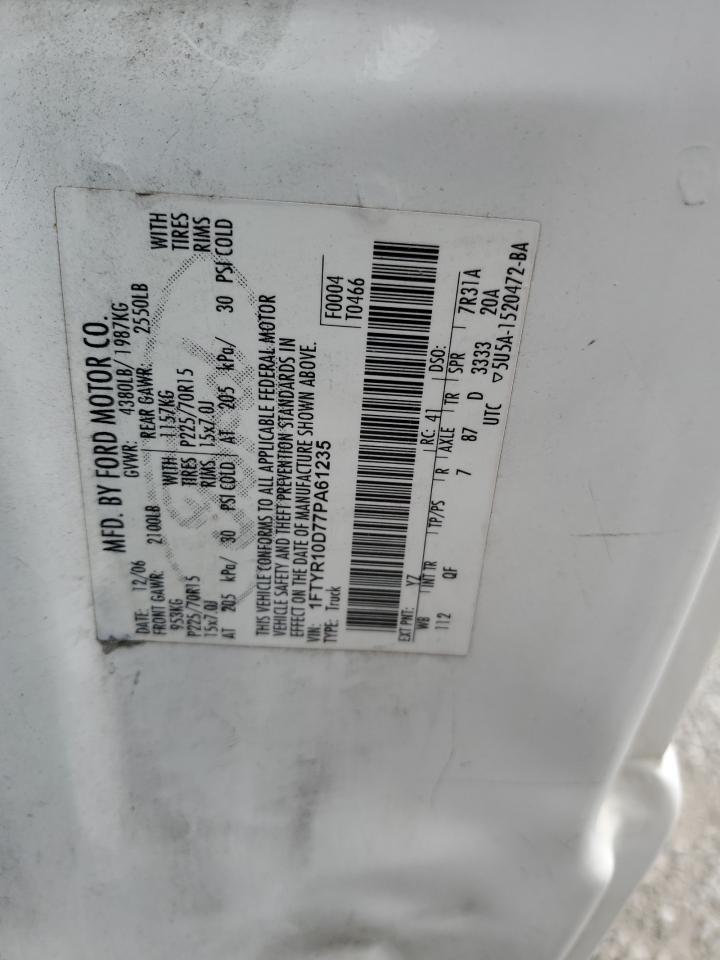 MFD. BY FORD MOTOR CO.
DATE: 12/06 GVWR: 4380LB/ 1987KG
FRONT GAWR: 2100LB REAR GAWR: 2550LB
953KG WITH 1157KG WITH
P225/70R15 TIRES P225/70R15 TIRES
15x7.0J RIMS 15x7.0J RIMS
AT 205 kPa/ 30 PSI COLD AT 205 kPa/ 30 PSI COLD
THIS VEHICLE CONFORMS TO ALL APPLICABLE FEDERAL MOTOR
VEHICLE SAFETY AND THEFT PREVENTION STANDARDS IN
EFFECT ON THE DATE OF MANUFACTURE SHOWN ABOVE.
VIN: 1FTYR10D77PA61235 F0004
TYPE: Truck T0466
EXT PNT: YZ RC: 41 DSO:
WB INT TR TP/PS R AXLE TR SPR 7R31A
112 QF 7 87 D 3333 20A
UTC ▽5U5A-1520472-BA